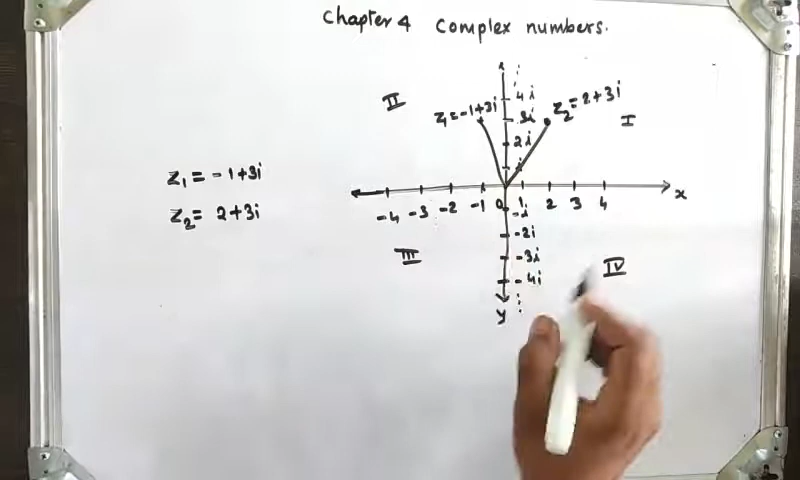 Chapter 4 Complex numbers.
II
4i
z₁=-1+3i
3i
z₂=2+3i
I
2i
i
z₁ = -1+3i
z₂ = 2+3i
-4 -3 -2 -1 0 1 2 3 4
x
-i
-2i
III
-3i
IV
-4i
y